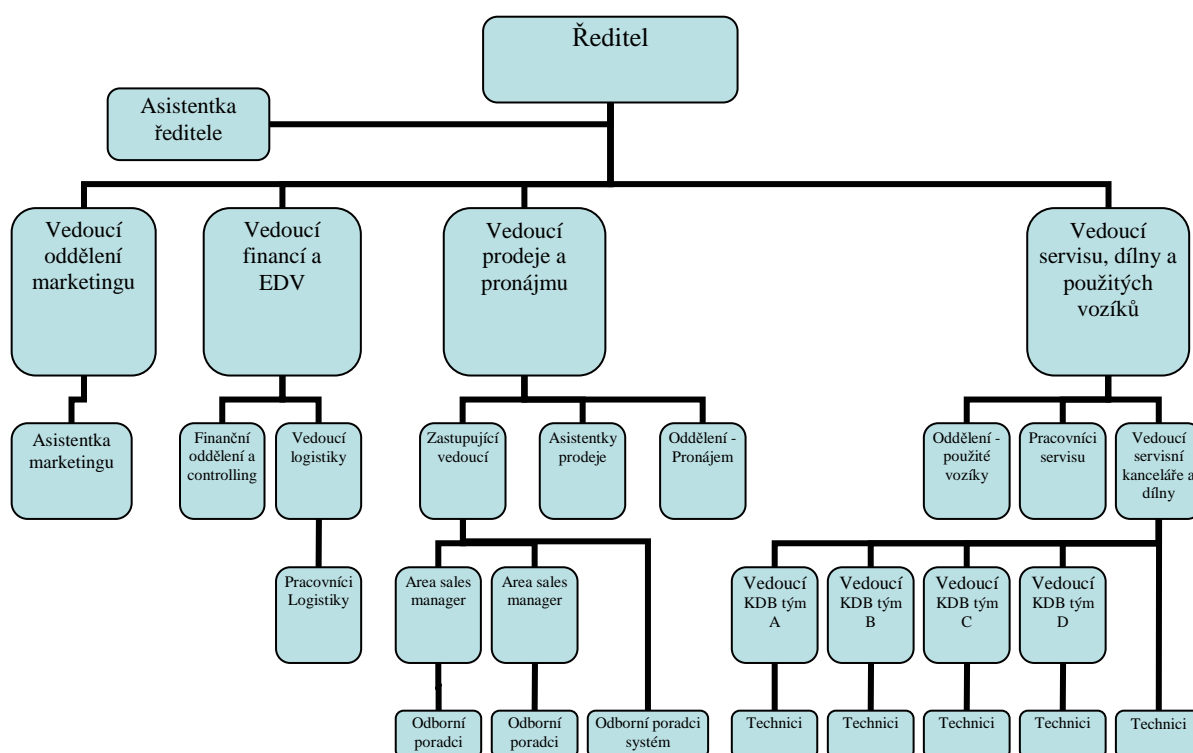 Ředitel
Asistentka
ředitele
Vedoucí
oddělení
marketingu
Vedoucí
financí a
EDV
Vedoucí
prodeje a
pronájmu
Vedoucí
servisu, dílny a
použitých
vozíků
Asistentka
marketingu
Finanční
oddělení a
controlling
Vedoucí
logistiky
Zastupující
vedoucí
Asistentky
prodeje
Oddělení -
Pronájem
Oddělení -
použité
vozíky
Pracovníci
servisu
Vedoucí
servisní
kanceláře a
dílny
Pracovníci
Logistiky
Area sales
manager
Area sales
manager
Vedoucí
KDB tým
A
Vedoucí
KDB tým
B
Vedoucí
KDB tým
C
Vedoucí
KDB tým
D
Odborní
poradci
Odborní
poradci
Odborní poradci
systém
Technici
Technici
Technici
Technici
Technici